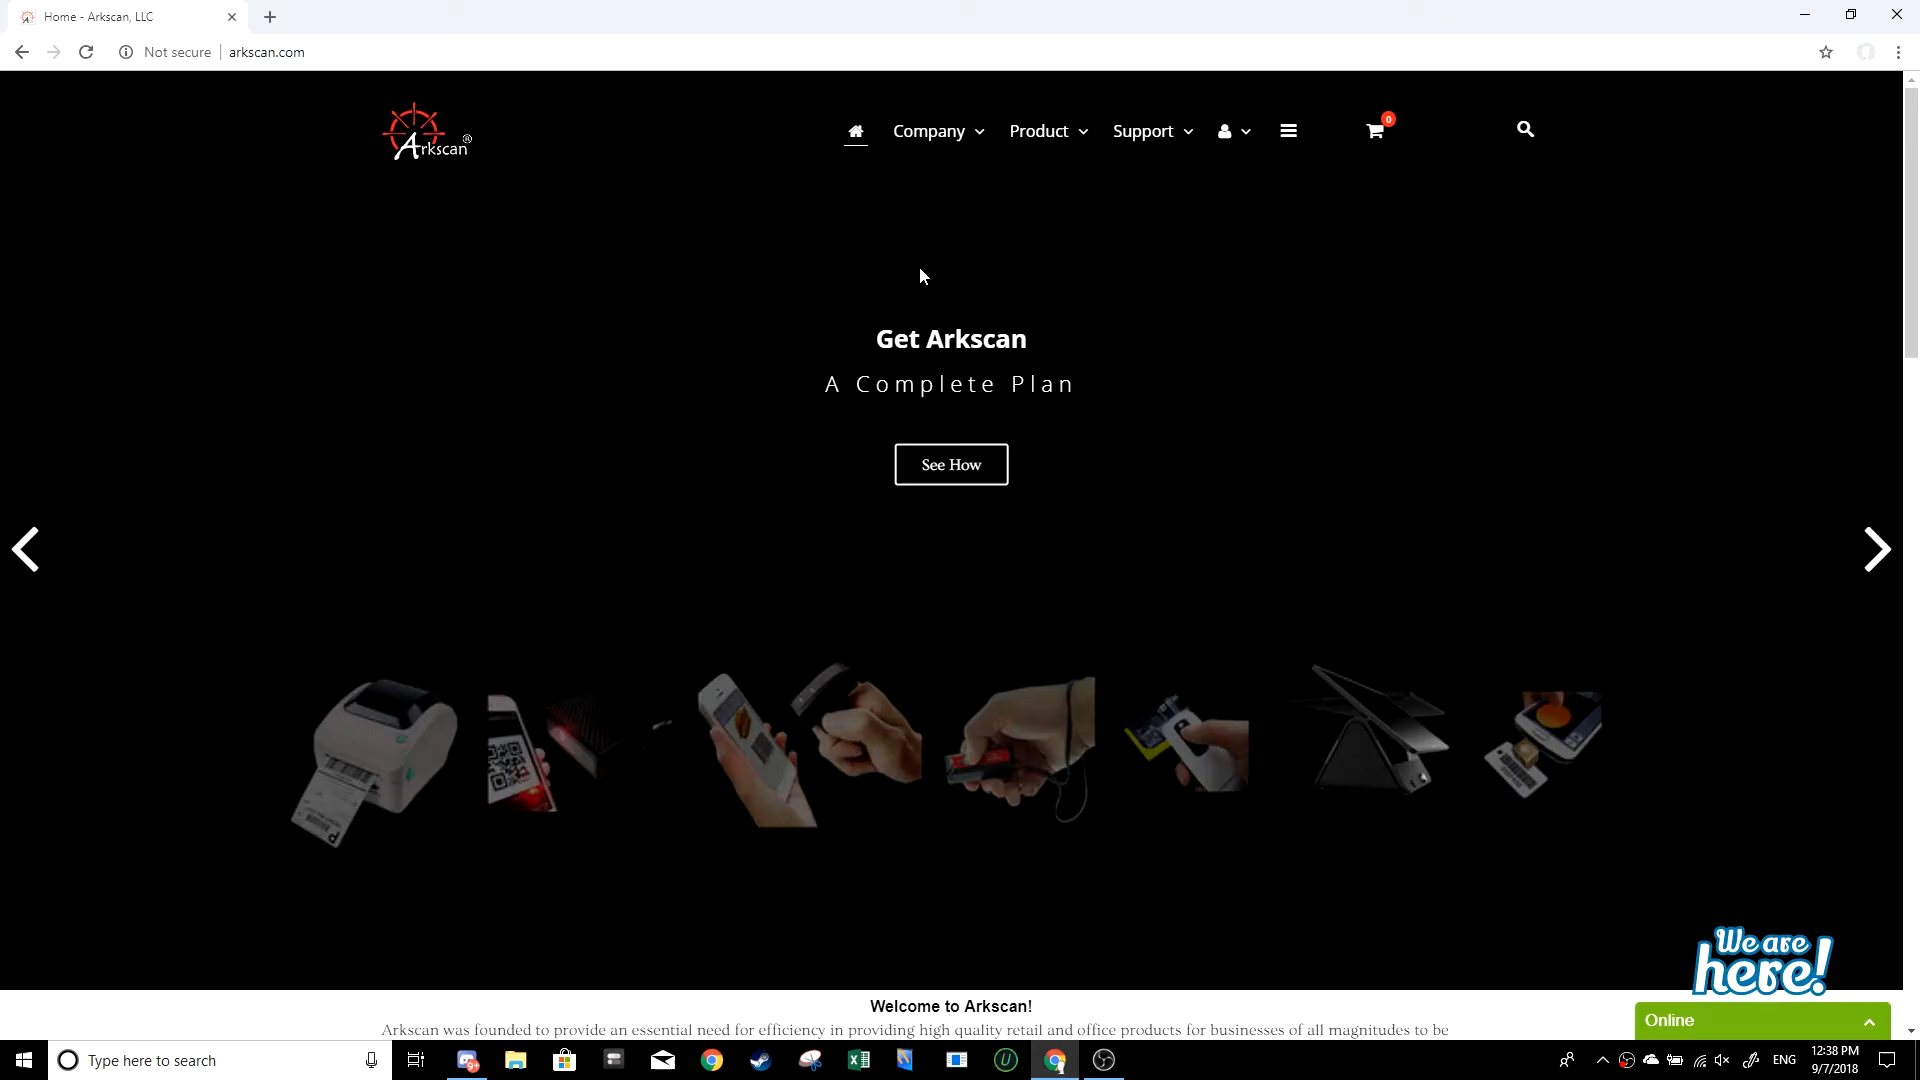 Home - Arkscan, LLC
Not secure | arkscan.com
Arkscan®
Company
Product
Support
0
Get Arkscan
A Complete Plan
See How
We are
here!
Welcome to Arkscan!
Arkscan was founded to provide an essential need for efficiency in providing high quality retail and office products for businesses of all magnitudes to be
Online
Type here to search
9+
ENG
12:38 PM
9/7/2018